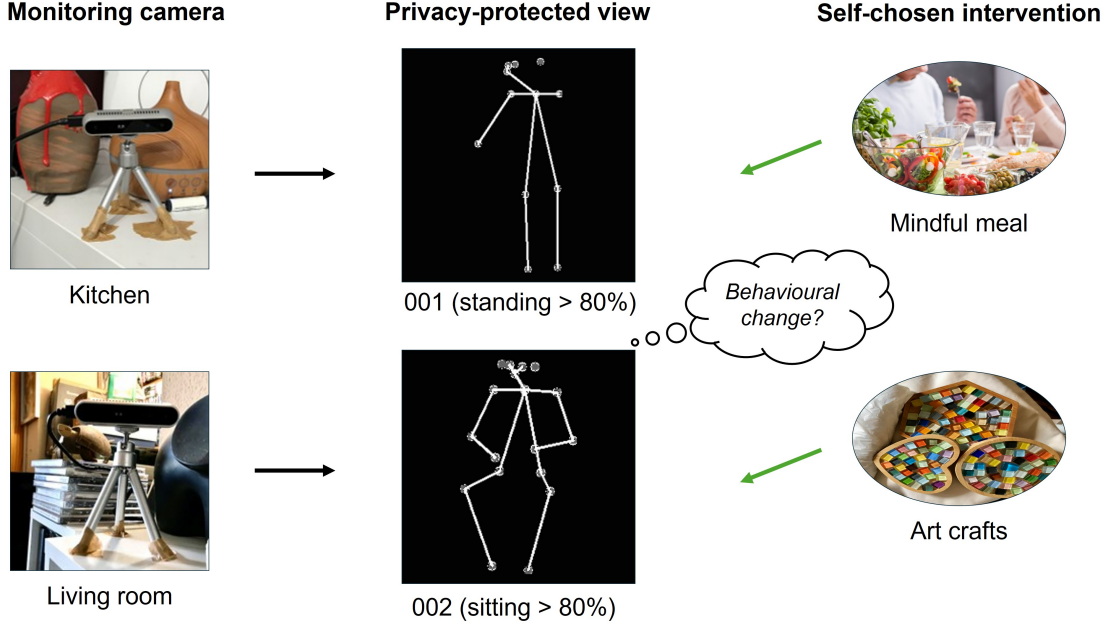 Monitoring camera
Privacy-protected view
Self-chosen intervention
Kitchen
001 (standing > 80%)
Mindful meal
Behavioural
change?
Living room
002 (sitting > 80%)
Art crafts